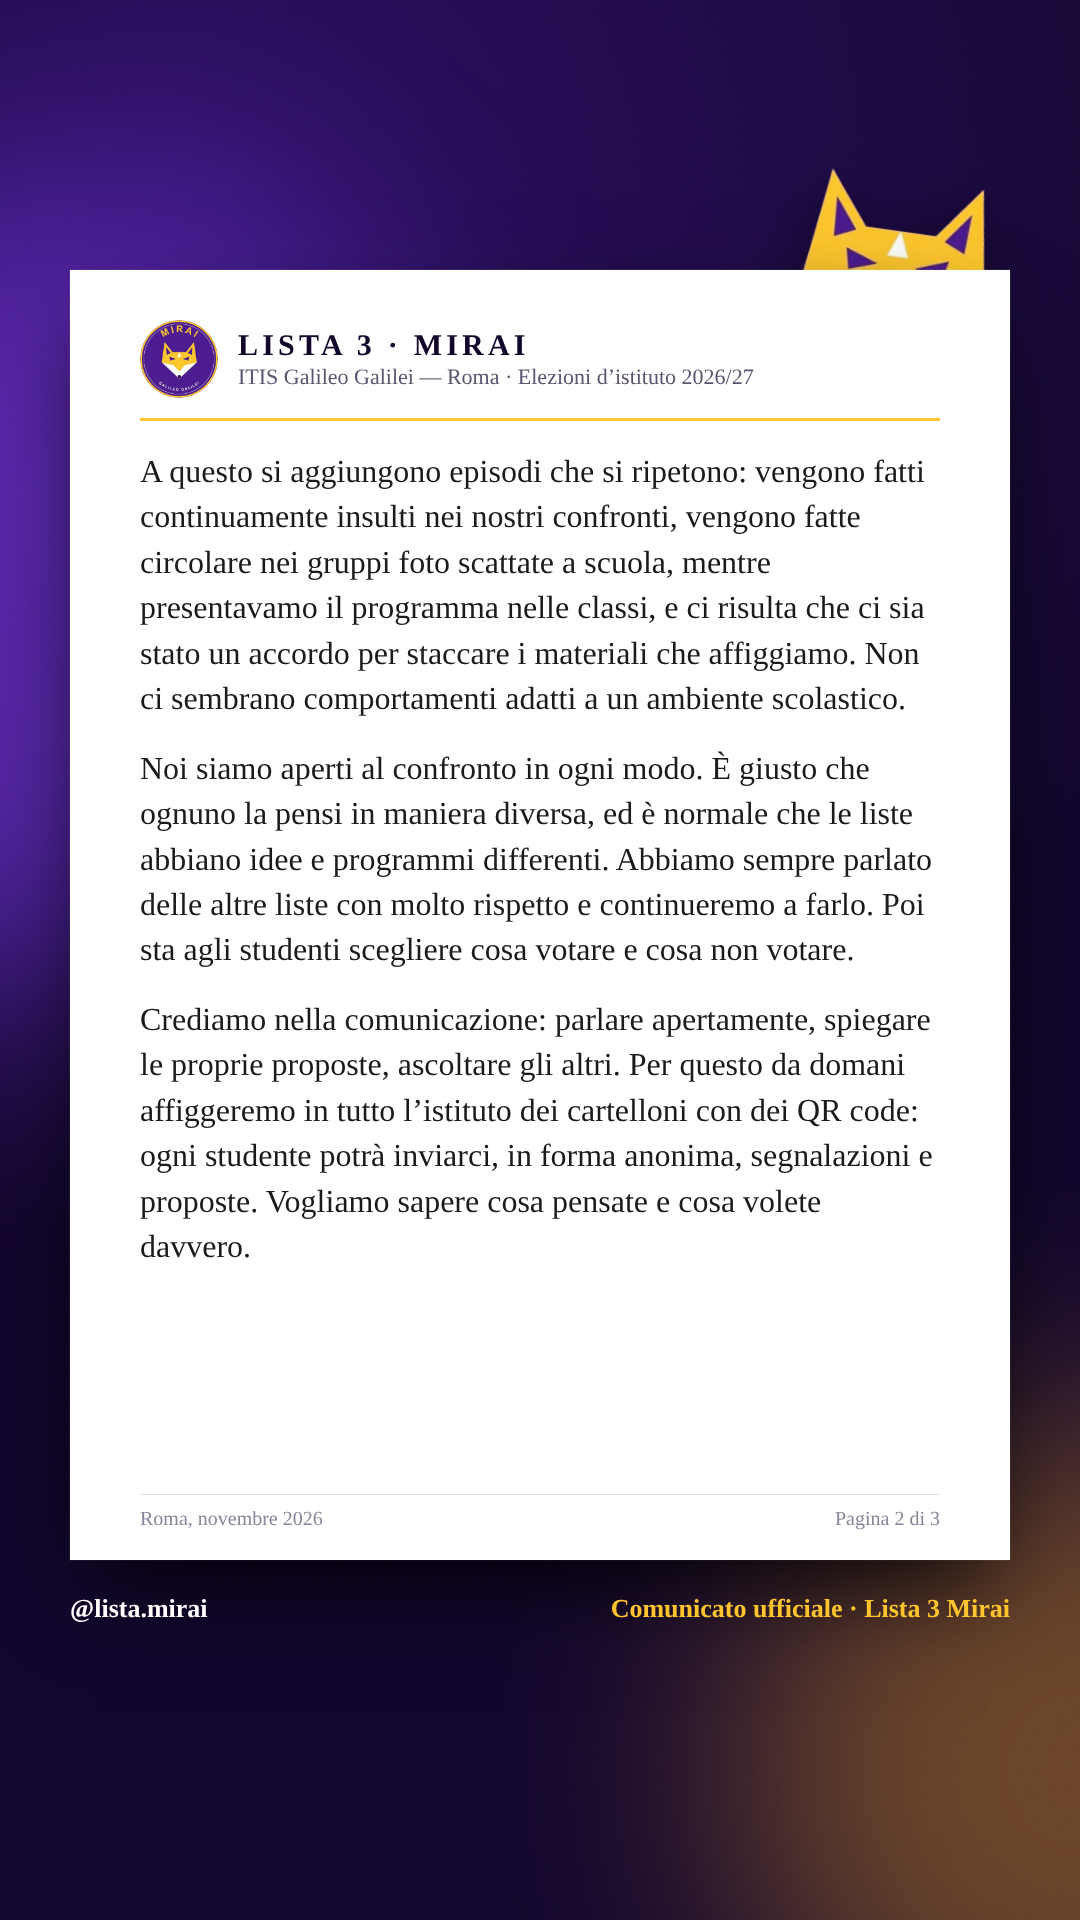 MIRAI
GALILEO GALILEI
LISTA 3 · MIRAI
ITIS Galileo Galilei — Roma · Elezioni d’istituto 2026/27
A questo si aggiungono episodi che si ripetono: vengono fatti
continuamente insulti nei nostri confronti, vengono fatte
circolare nei gruppi foto scattate a scuola, mentre
presentavamo il programma nelle classi, e ci risulta che ci sia
stato un accordo per staccare i materiali che affiggiamo. Non
ci sembrano comportamenti adatti a un ambiente scolastico.
Noi siamo aperti al confronto in ogni modo. È giusto che
ognuno la pensi in maniera diversa, ed è normale che le liste
abbiano idee e programmi differenti. Abbiamo sempre parlato
delle altre liste con molto rispetto e continueremo a farlo. Poi
sta agli studenti scegliere cosa votare e cosa non votare.
Crediamo nella comunicazione: parlare apertamente, spiegare
le proprie proposte, ascoltare gli altri. Per questo da domani
affiggeremo in tutto l’istituto dei cartelloni con dei QR code:
ogni studente potrà inviarci, in forma anonima, segnalazioni e
proposte. Vogliamo sapere cosa pensate e cosa volete
davvero.
Roma, novembre 2026
Pagina 2 di 3
@lista.mirai
Comunicato ufficiale · Lista 3 Mirai